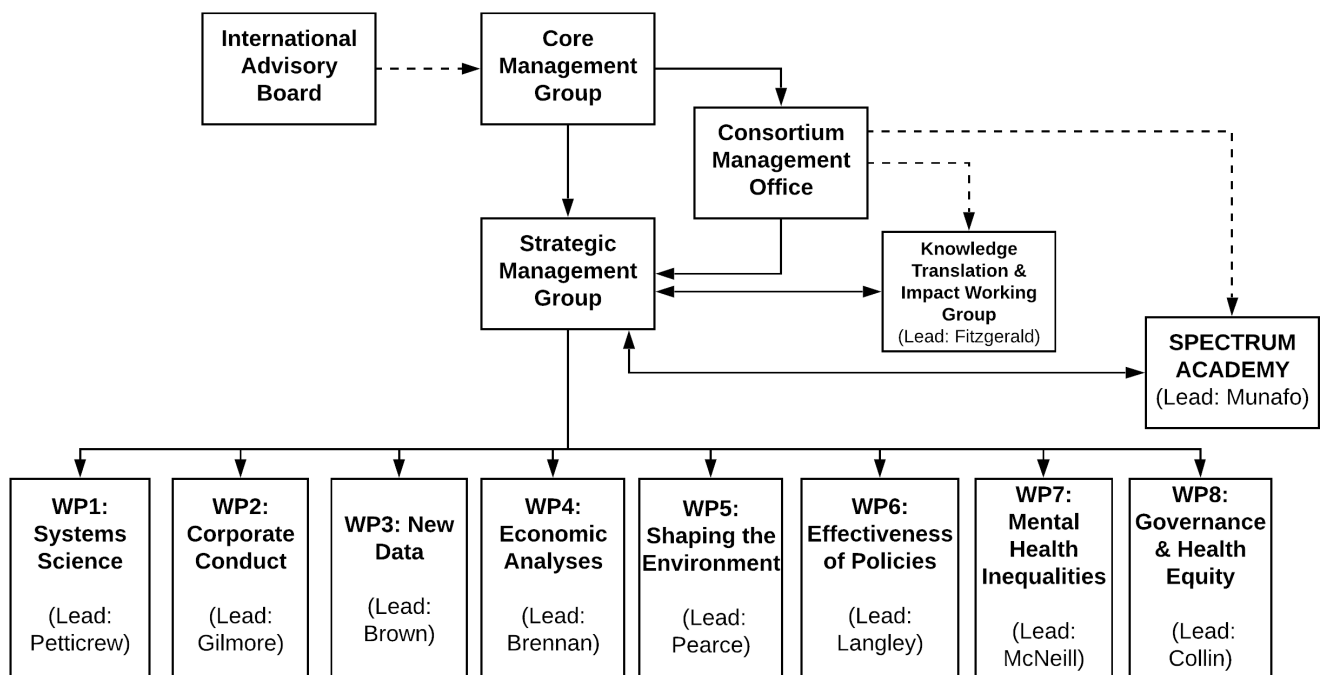 International
Advisory
Board
Core
Management
Group
Consortium
Management
Office
Strategic
Management
Group
Knowledge
Translation &
Impact Working
Group
(Lead: Fitzgerald)
SPECTRUM
ACADEMY
(Lead: Munafo)
WP1:
Systems
Science
(Lead:
Petticrew)
WP2:
Corporate
Conduct
(Lead:
Gilmore)
WP3: New
Data
(Lead:
Brown)
WP4:
Economic
Analyses
(Lead:
Brennan)
WP5:
Shaping the
Environment
(Lead:
Pearce)
WP6:
Effectiveness
of Policies
(Lead:
Langley)
WP7:
Mental
Health
Inequalities
(Lead:
McNeill)
WP8:
Governance
& Health
Equity
(Lead:
Collin)